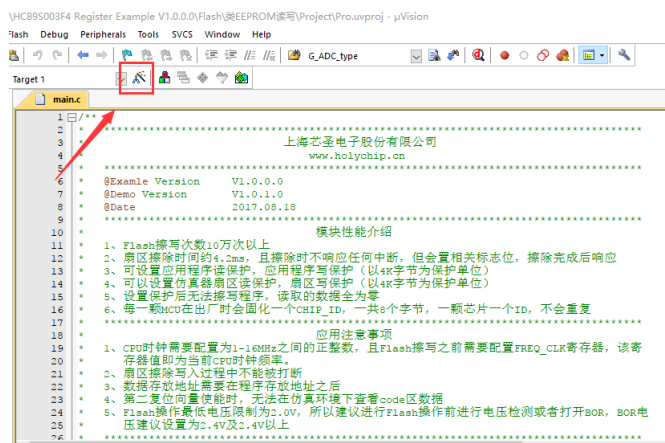 \HC89S003F4 Register Example V1.0.0.0\Flash\类EEPROM读写\Project\Pro.uvproj - µVision
Flash Debug Peripherals Tools SVCS Window Help
G_ADC_type
Target 1
main.c
1 /**
2 * ******************************************************************************
3 * 上海芯圣电子股份有限公司
4 * www.holychip.cn
5 * ******************************************************************************
6 * @Examle Version V1.0.0.0
7 * @Demo Version V1.0.1.0
8 * @Date 2017.08.18
9 * ******************************************************************************
10 * 模块性能介绍
11 * 1、Flash擦写次数10万次以上
12 * 2、扇区擦除时间约4.2ms，且擦除时不响应任何中断，但会置相关标志位，擦除完成后响应
13 * 3、可设置应用程序读保护，应用程序写保护（以4K字节为保护单位）
14 * 4、可以设置仿真器扇区读保护，扇区写保护（以4K字节为保护单位）
15 * 5、设置保护后无法擦写程序，读取的数据全为零
16 * 6、每一颗MCU在出厂时会固化一个CHIP_ID，一共8个字节，一颗芯片一个ID，不会重复
17 * ******************************************************************************
18 * 应用注意事项
19 * 1、CPU时钟需要配置为1-16MHz之间的正整数，且Flash擦写之前需要配置FREQ_CLK寄存器，该寄
20 * 存器值即为当前CPU时钟频率。
21 * 2、扇区擦除写入过程中不能被打断
22 * 3、数据存放地址需要在程序存放地址之后
23 * 4、第二复位向量使能时，无法在仿真环境下查看code区数据
24 * 5、Flsah操作最低电压限制为2.0V，所以建议进行Flash操作前进行电压检测或者打开BOR，BOR电
25 * 压建议设置为2.4V及2.4V以上
26 * ******************************************************************************